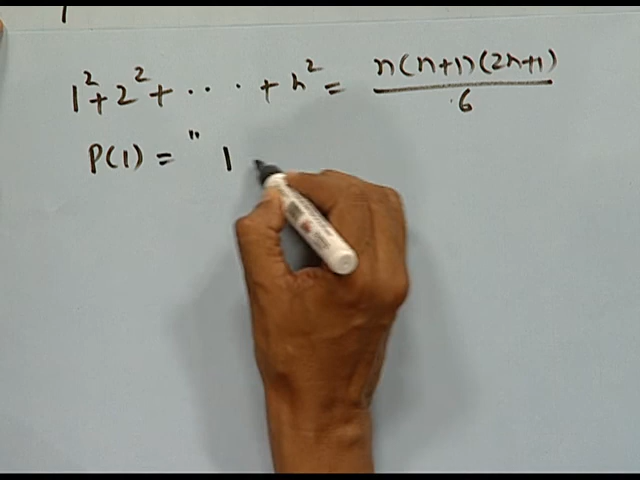 1² + 2² + · · · + n² = n(n+1)(2n+1) / 6
P(1) = " 1